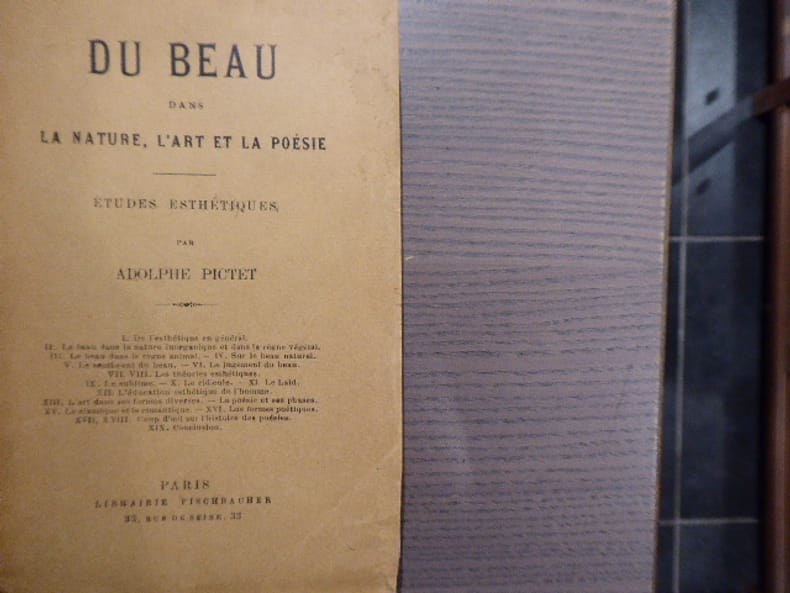 DU BEAU
DANS
LA NATURE, L'ART ET LA POÉSIE
ÉTUDES ESTHÉTIQUES,
PAR
ADOLPHE PICTET
I. De l'esthétique en général.
II. Le beau dans la nature inorganique et dans la règne végétal.
III. Le beau dans le règne animal. — IV. Sur le beau naturel.
V. Le sentiment du beau. — VI. Le jugement du beau.
VII. VIII. Les théories esthétiques.
IX. Le sublime. — X. Le ridicule. — XI. Le Laid.
XII. L'éducation esthétique de l'homme.
XIII. L'art dans ses formes diverses. — La poésie et ses phases.
XV. Le classique et le romantique. — XVI. Les formes poétiques.
XVII, XVIII. Coup d'œil sur l'histoire des poésies.
XIX. Conclusion.
PARIS
LIBRAIRIE FISCHBACHER
33, RUE DE SEINE, 33